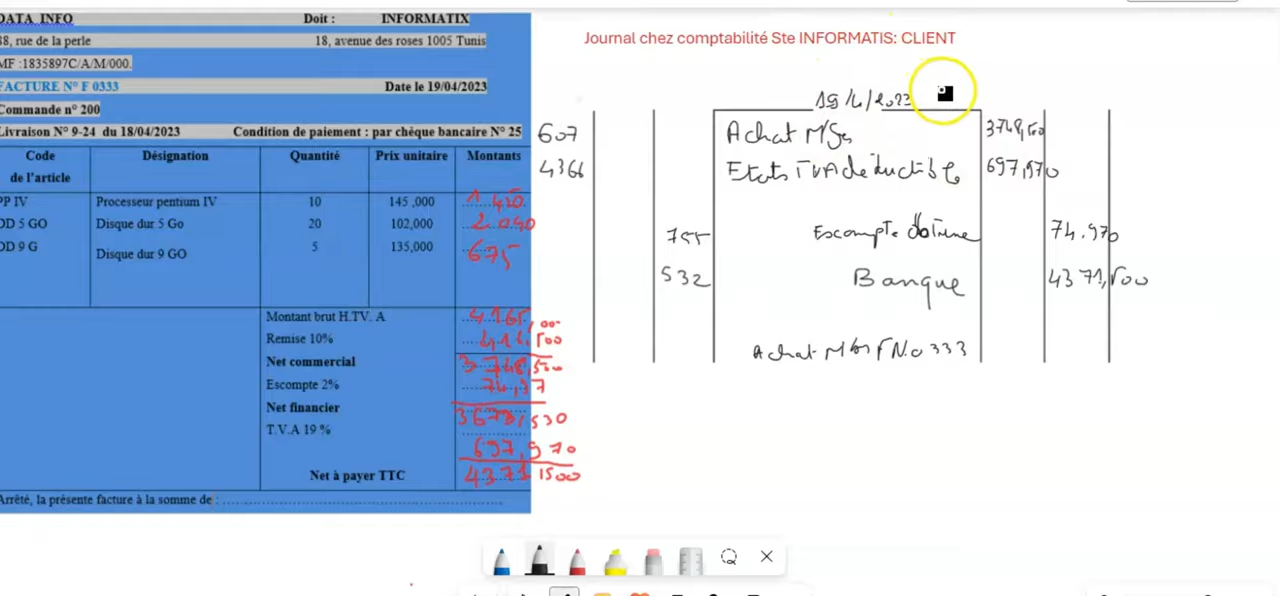 DATA INFO Doit : INFORMATIX
38, rue de la perle 18, avenue des roses 1005 Tunis
MF :1835897C/A/M/000.
FACTURE N° F 0333 Date le 19/04/2023
Commande n° 200
Livraison N° 9-24 du 18/04/2023 Condition de paiement : par chèque bancaire N° 25
Code de l'article Désignation Quantité Prix unitaire Montants
PP IV Processeur pentium IV 10 145 ,000 1.450
DD 5 GO Disque dur 5 Go 20 102,000 2.040
DD 9 G Disque dur 9 GO 5 135,000 675
Montant brut H.TV. A 4165,00
Remise 10% 416,500
Net commercial 3748,500
Escompte 2% 74,97
Net financier 3673,530
T.V.A 19 % 697,970
Net à payer TTC 4371,500
Arrêté, la présente facture à la somme de :
Journal chez comptabilité Ste INFORMATIS: CLIENT
19/4/2023
607 Achat M/ses 3748,500
4366 Etats TVA déductible 697,970
755 Escompte obtenue 74.970
532 Banque 4371,500
Achat M/ses F N.0333